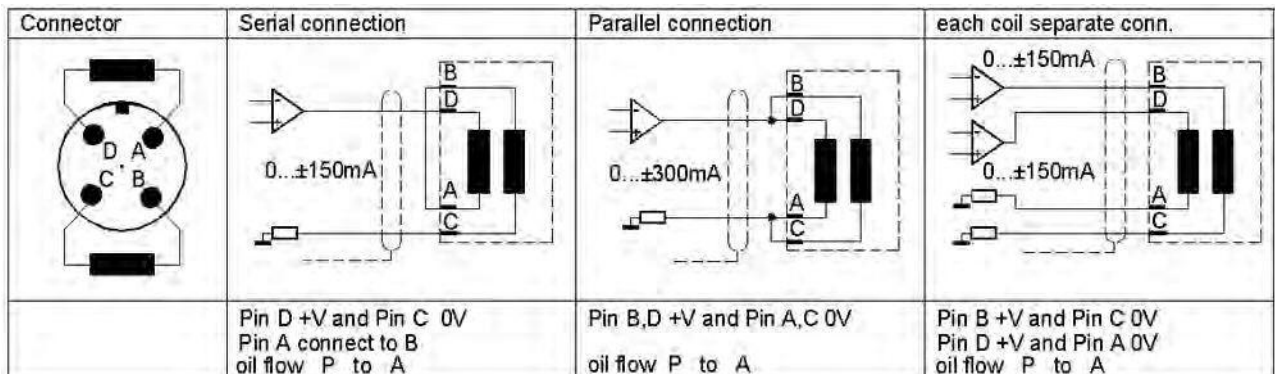 Connector
Serial connection
Parallel connection
each coil separate conn.
D A
C B
B
D
0...±150mA
A
C
B
D
0...±300mA
A
C
0...±150mA
B
D
0...±150mA
A
C
Pin D +V and Pin C 0V
Pin A connect to B
oil flow P to A
Pin B,D +V and Pin A,C 0V
oil flow P to A
Pin B +V and Pin C 0V
Pin D +V and Pin A 0V
oil flow P to A